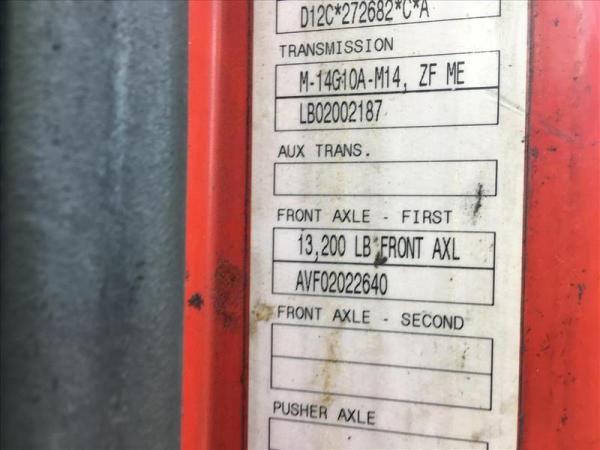 D12C*272682*C*A
TRANSMISSION
M-14G10A-M14, ZF ME
LB02002187
AUX TRANS.
FRONT AXLE - FIRST
13,200 LB FRONT AXL
AVF02022640
FRONT AXLE - SECOND
PUSHER AXLE